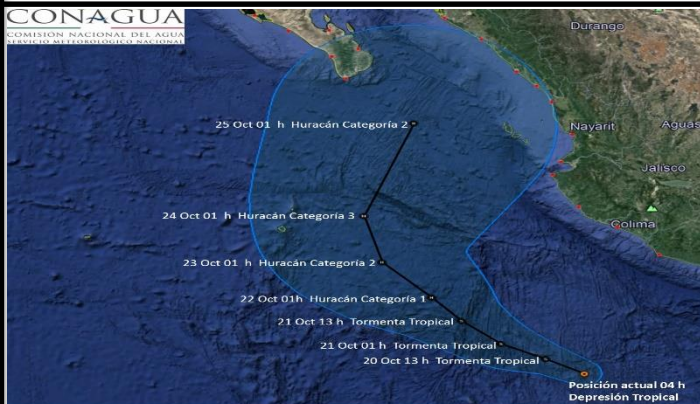 CONAGUA
COMISIÓN NACIONAL DEL AGUA
SERVICIO METEOROLÓGICO NACIONAL
Durango
25 Oct 01 h Huracán Categoría 2
Nayarit
Aguas
Jalisco
24 Oct 01 h Huracán Categoría 3
Colima
23 Oct 01 h Huracán Categoría 2
22 Oct 01h Huracán Categoría 1
21 Oct 13 h Tormenta Tropical
21 Oct 01 h Tormenta Tropical
20 Oct 13 h Tormenta Tropical
Posición actual 04 h
Depresión Tropical